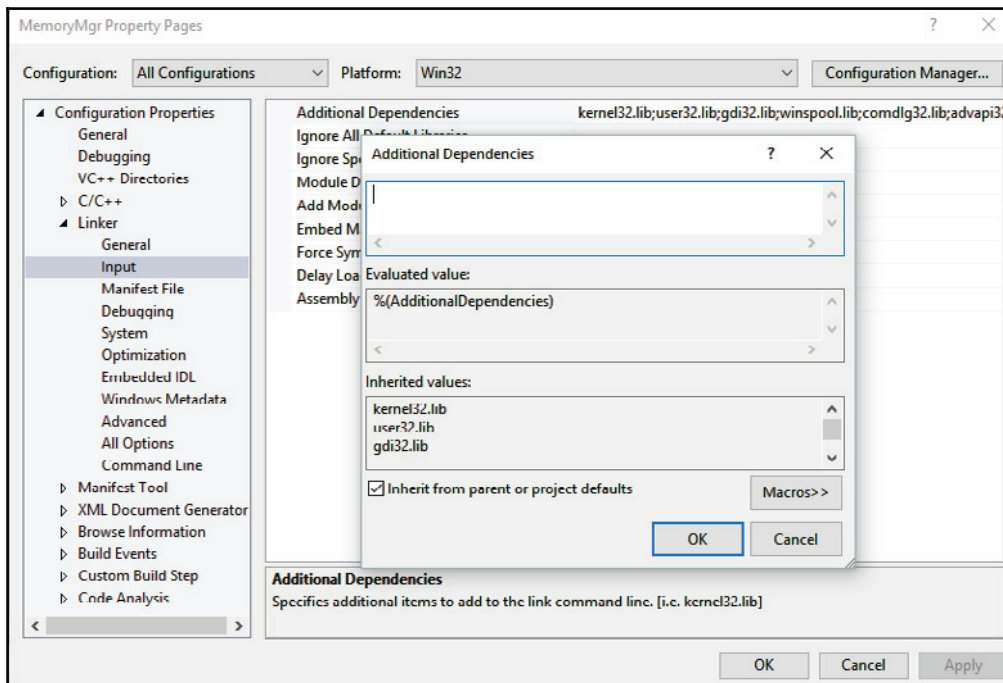 MemoryMgr Property Pages
Configuration: All Configurations Platform: Win32 Configuration Manager...
Configuration Properties
General
Debugging
VC++ Directories
C/C++
Linker
General
Input
Manifest File
Debugging
System
Optimization
Embedded IDL
Windows Metadata
Advanced
All Options
Command Line
Manifest Tool
XML Document Generator
Browse Information
Build Events
Custom Build Step
Code Analysis
Additional Dependencies kernel32.lib;user32.lib;gdi32.lib;winspool.lib;comdlg32.lib;advapi32
Ignore All Default Libraries
Ignore Spe
Module D
Add Modu
Embed M
Force Sym
Delay Loa
Assembly
Additional Dependencies ?
Evaluated value:
%(AdditionalDependencies)
Inherited values:
kernel32.lib
user32.lib
gdi32.lib
Inherit from parent or project defaults
Macros>>
OK Cancel
Additional Dependencies
Specifies additional items to add to the link command line. [i.e. kernel32.lib]
OK Cancel Apply